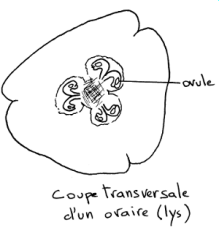 ovule
Coupe transversale
d'un ovaire (lys)